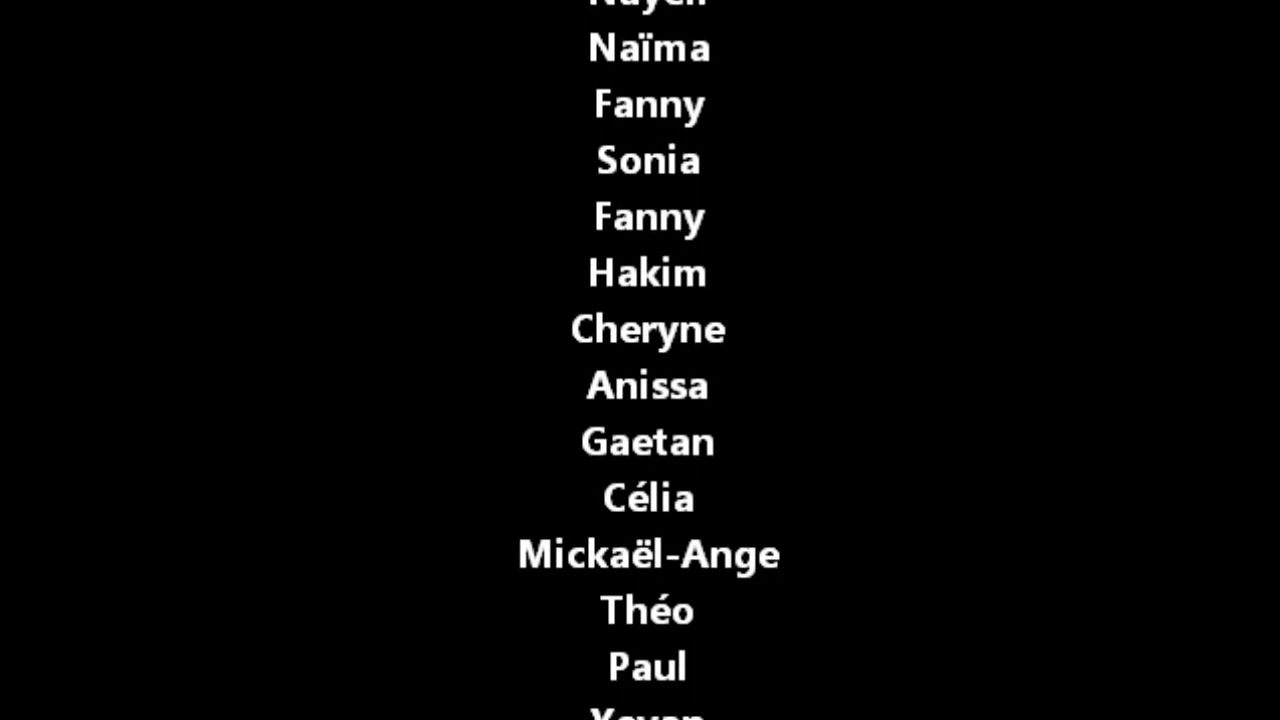 Naïma
Fanny
Sonia
Fanny
Hakim
Cheryne
Anissa
Gaetan
Célia
Mickaël-Ange
Théo
Paul